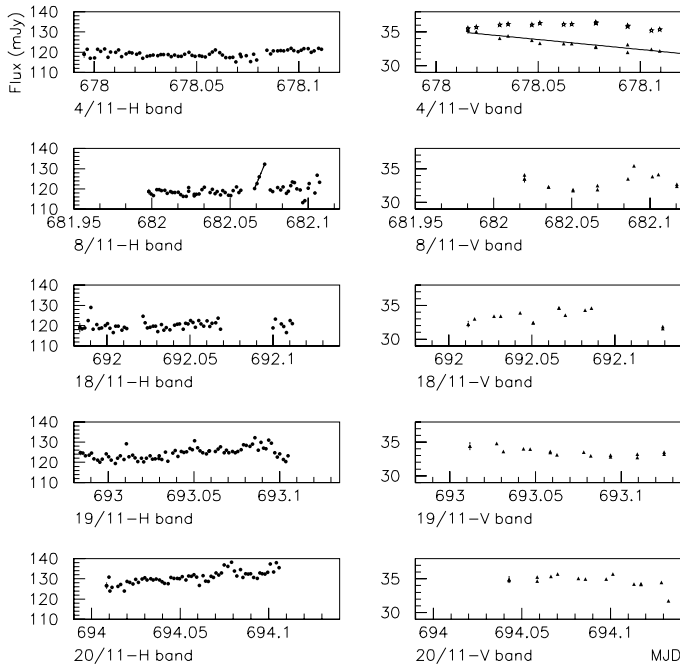 Flux (mJy)
140
130
120
110
678 678.05 678.1
4/11-H band
35
30
678 678.05 678.1
4/11-V band
140
130
120
110
681.95 682 682.05 682.1
8/11-H band
35
30
681.95 682 682.05 682.1
8/11-V band
140
130
120
110
692 692.05 692.1
18/11-H band
35
30
692 692.05 692.1
18/11-V band
140
130
120
110
693 693.05 693.1
19/11-H band
35
30
693 693.05 693.1
19/11-V band
140
130
120
110
694 694.05 694.1
20/11-H band
35
30
694 694.05 694.1
20/11-V band
MJD